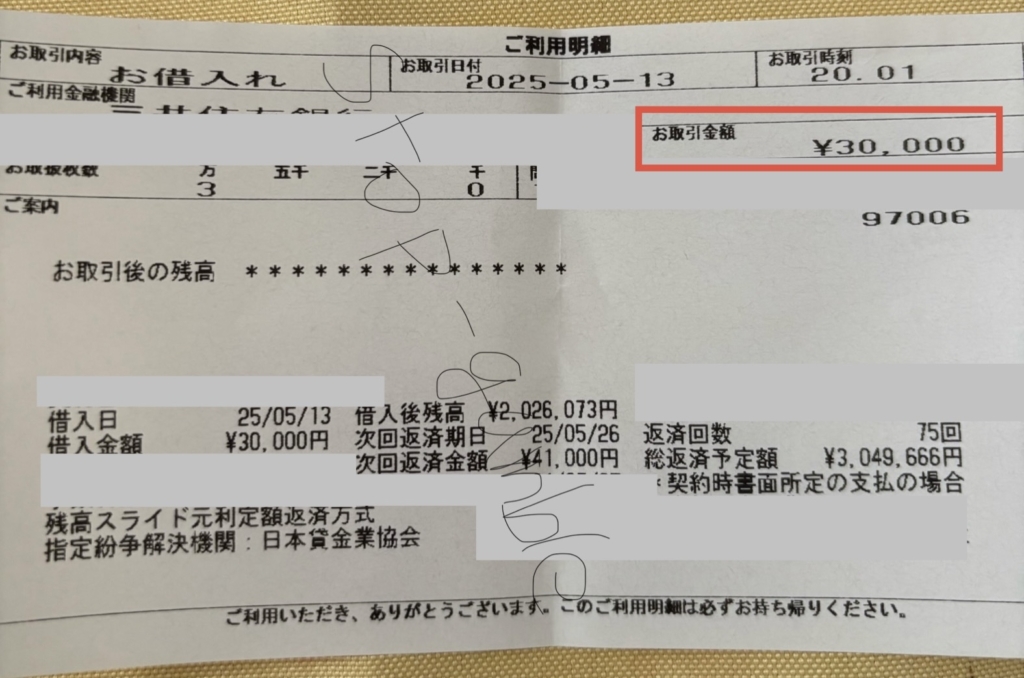 ご利用明細
お取引内容 お借入れ お取引日付 2025-05-13 お取引時刻 20.01
ご利用金融機関
お取引金額 ¥30,000
お取扱枚数 万 3 五千 二千 千 0
97006
ご案内
お取引後の残高 ***************
借入日 25/05/13 借入後残高 ¥2,026,073円
借入金額 ¥30,000円 次回返済期日 25/05/26 返済回数 75回
次回返済金額 ¥41,000円 総返済予定額 ¥3,049,666円
*契約時書面所定の支払の場合
残高スライド元利定額返済方式
指定紛争解決機関:日本貸金業協会
ご利用いただき、ありがとうございます。このご利用明細は必ずお持ち帰りください。